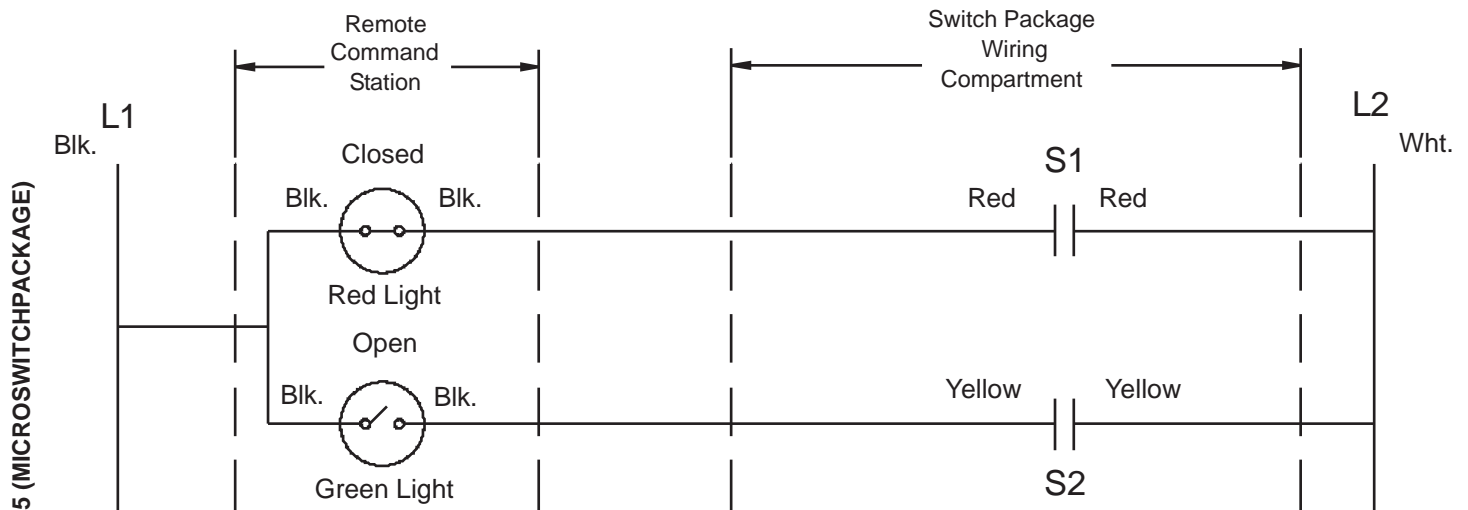 Remote
Command
Station
Switch Package
Wiring
Compartment
L1
Blk.
L2
Wht.
Closed
Blk.
Blk.
Red Light
S1
Red
Red
Open
Blk.
Blk.
Green Light
Yellow
Yellow
S2
5 (MICROSWITCHPACKAGE)